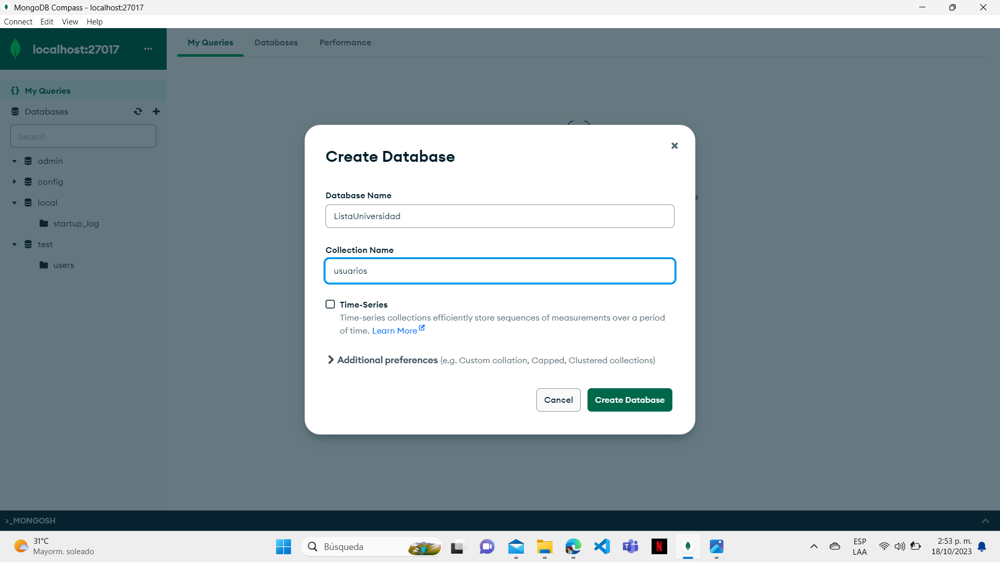 MongoDB Compass - localhost:27017
Connect Edit View Help
localhost:27017
My Queries Databases Performance
{} My Queries
Databases
Search
admin
config
local
startup_log
test
users
Create Database
Database Name
ListaUniversidad
Collection Name
usuarios
Time-Series
Time-series collections efficiently store sequences of measurements over a period
of time. Learn More
Additional preferences (e.g. Custom collation, Capped, Clustered collections)
Cancel Create Database
e
>_MONGOSH
31°C
Mayorm. soleado
Búsqueda
ESP
LAA
2:53 p. m.
18/10/2023